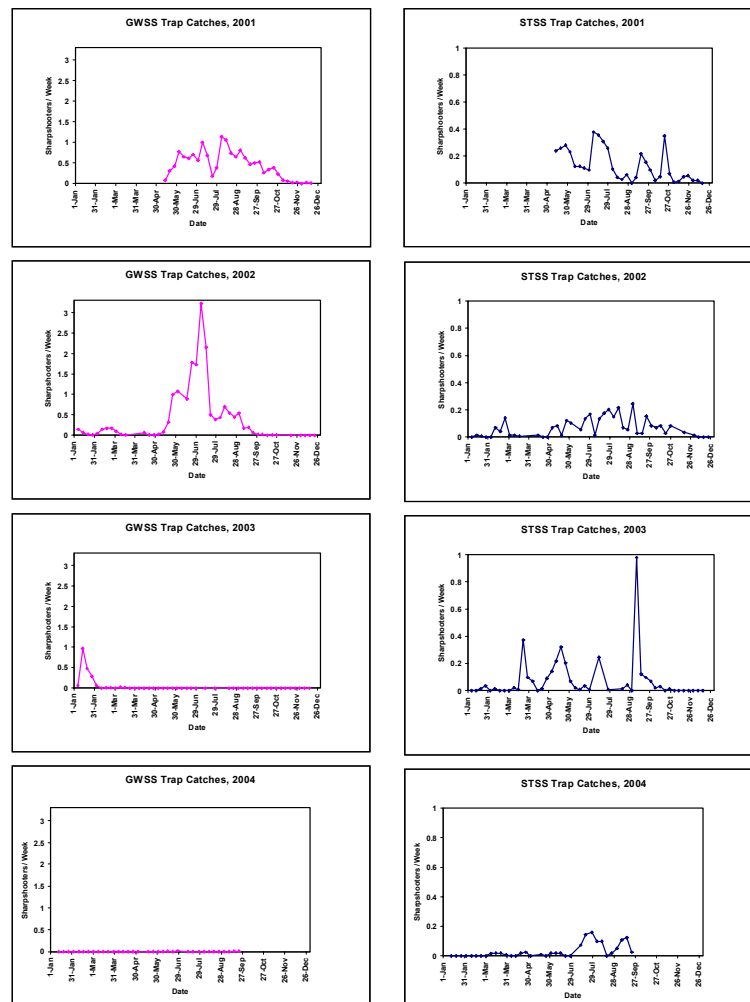 GWSS Trap Catches, 2001
Sharpshooters / Week
3
2.5
2
1.5
1
0.5
0
1-Jan
31-Jan
1-Mar
31-Mar
30-Apr
30-May
29-Jun
29-Jul
28-Aug
27-Sep
27-Oct
26-Nov
26-Dec
Date
STSS Trap Catches, 2001
Sharpshooters / Week
1
0.8
0.6
0.4
0.2
0
1-Jan
31-Jan
1-Mar
31-Mar
30-Apr
30-May
29-Jun
29-Jul
28-Aug
27-Sep
27-Oct
26-Nov
26-Dec
Date
GWSS Trap Catches, 2002
Sharpshooters / Week
3
2.5
2
1.5
1
0.5
0
1-Jan
31-Jan
1-Mar
31-Mar
30-Apr
30-May
29-Jun
29-Jul
28-Aug
27-Sep
27-Oct
26-Nov
26-Dec
Date
STSS Trap Catches, 2002
Sharpshooters / Week
1
0.8
0.6
0.4
0.2
0
1-Jan
31-Jan
1-Mar
31-Mar
30-Apr
30-May
29-Jun
29-Jul
28-Aug
27-Sep
27-Oct
26-Nov
26-Dec
Date
GWSS Trap Catches, 2003
Sharpshooters / Week
3
2.5
2
1.5
1
0.5
0
1-Jan
31-Jan
1-Mar
31-Mar
30-Apr
30-May
29-Jun
29-Jul
28-Aug
27-Sep
27-Oct
26-Nov
26-Dec
Date
STSS Trap Catches, 2003
Sharpshooters / Week
1
0.8
0.6
0.4
0.2
0
1-Jan
31-Jan
1-Mar
31-Mar
30-Apr
30-May
29-Jun
29-Jul
28-Aug
27-Sep
27-Oct
26-Nov
26-Dec
Date
GWSS Trap Catches, 2004
Sharpshooters / Week
3
2.5
2
1.5
1
0.5
0
1-Jan
31-Jan
1-Mar
31-Mar
30-Apr
30-May
29-Jun
29-Jul
28-Aug
27-Sep
27-Oct
26-Nov
26-Dec
Date
STSS Trap Catches, 2004
Sharpshooters / Week
1
0.8
0.6
0.4
0.2
0
1-Jan
31-Jan
1-Mar
31-Mar
30-Apr
30-May
29-Jun
29-Jul
28-Aug
27-Sep
27-Oct
26-Nov
26-Dec
Date